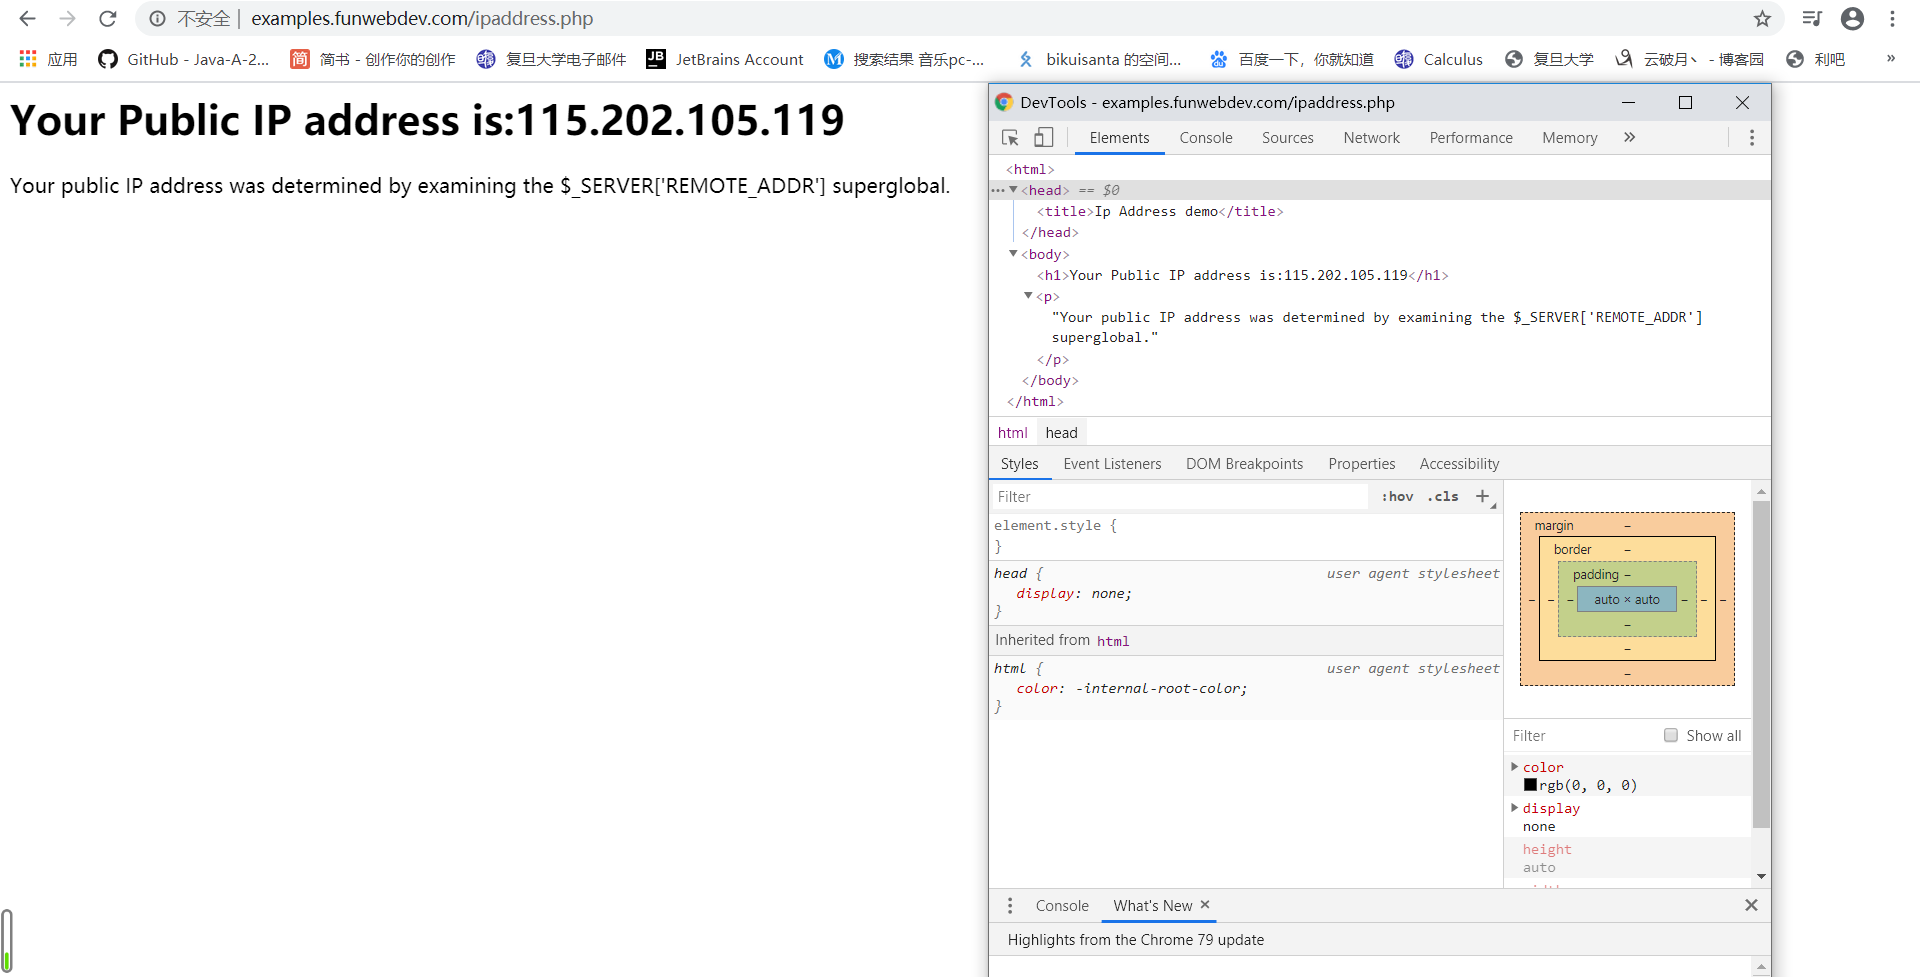 不安全 | examples.funwebdev.com/ipaddress.php
应用 GitHub - Java-A-2... 简 简书 - 创作你的创作 复旦大学电子邮件 JB JetBrains Account M 搜索结果 音乐pc-... bikuisanta 的空间... 百度一下，你就知道 Calculus 复旦大学 云破月丶 - 博客园 利吧 »
Your Public IP address is:115.202.105.119
Your public IP address was determined by examining the $_SERVER['REMOTE_ADDR'] superglobal.
DevTools - examples.funwebdev.com/ipaddress.php
Elements Console Sources Network Performance Memory »
<html>
<head> == $0
<title>Ip Address demo</title>
</head>
<body>
<h1>Your Public IP address is:115.202.105.119</h1>
<p>
"Your public IP address was determined by examining the $_SERVER['REMOTE_ADDR']
superglobal."
</p>
</body>
</html>
html head
Styles Event Listeners DOM Breakpoints Properties Accessibility
Filter :hov .cls +
element.style {
}
head { user agent stylesheet
display: none;
}
Inherited from html
html { user agent stylesheet
color: -internal-root-color;
}
margin –
border –
padding –
– – – auto × auto – – –
–
–
–
Filter Show all
color
rgb(0, 0, 0)
display
none
height
auto
Console What's New ×
Highlights from the Chrome 79 update